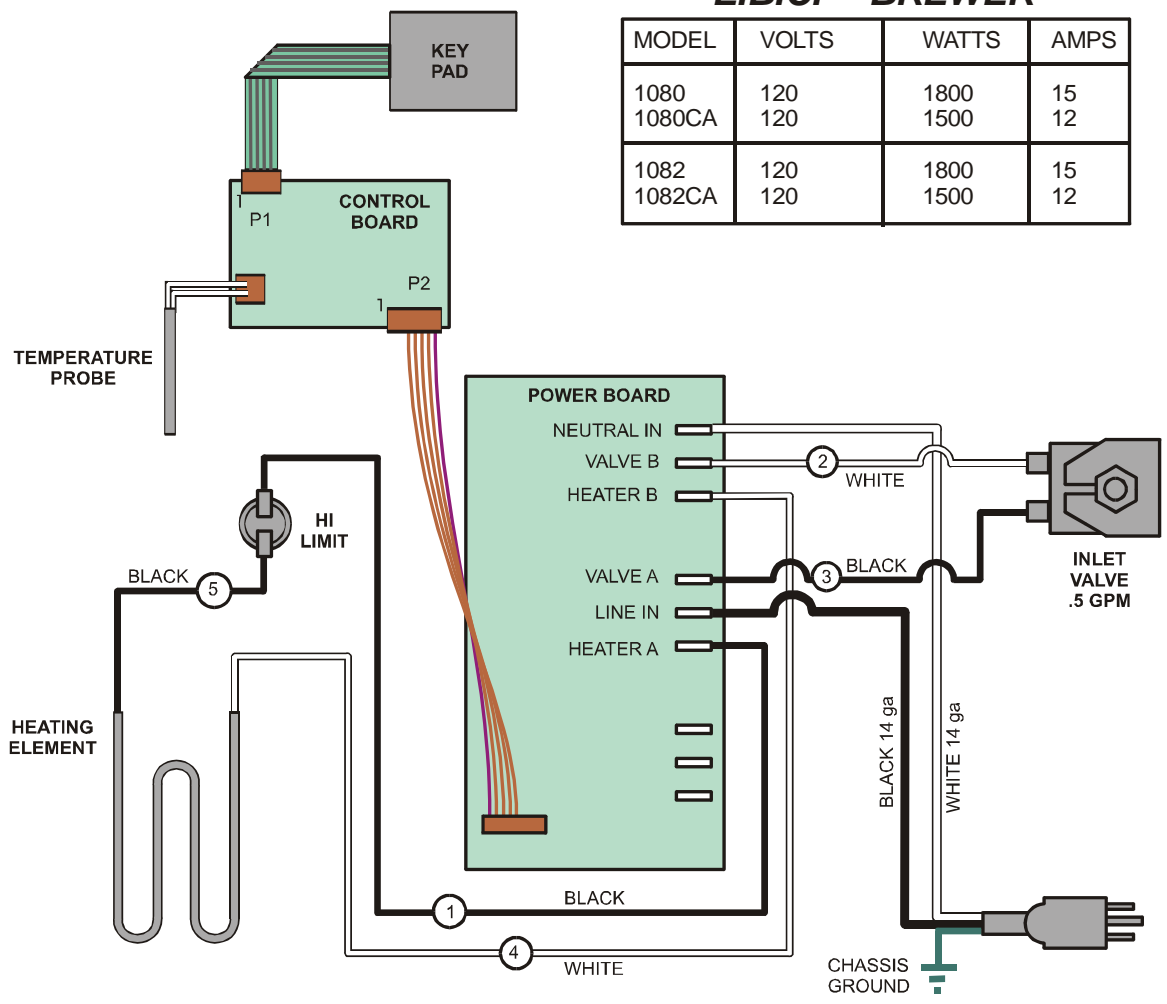 BREWER
MODEL VOLTS WATTS AMPS
1080 120 1800 15
1080CA 120 1500 12
1082 120 1800 15
1082CA 120 1500 12
KEY
PAD
1
P1
CONTROL
BOARD
P2
1
TEMPERATURE
PROBE
POWER BOARD
NEUTRAL IN
VALVE B
HEATER B
VALVE A
LINE IN
HEATER A
2
WHITE
3
BLACK
INLET
VALVE
.5 GPM
HI
LIMIT
BLACK
5
HEATING
ELEMENT
BLACK 14 ga
WHITE 14 ga
1
BLACK
4
WHITE
CHASSIS
GROUND